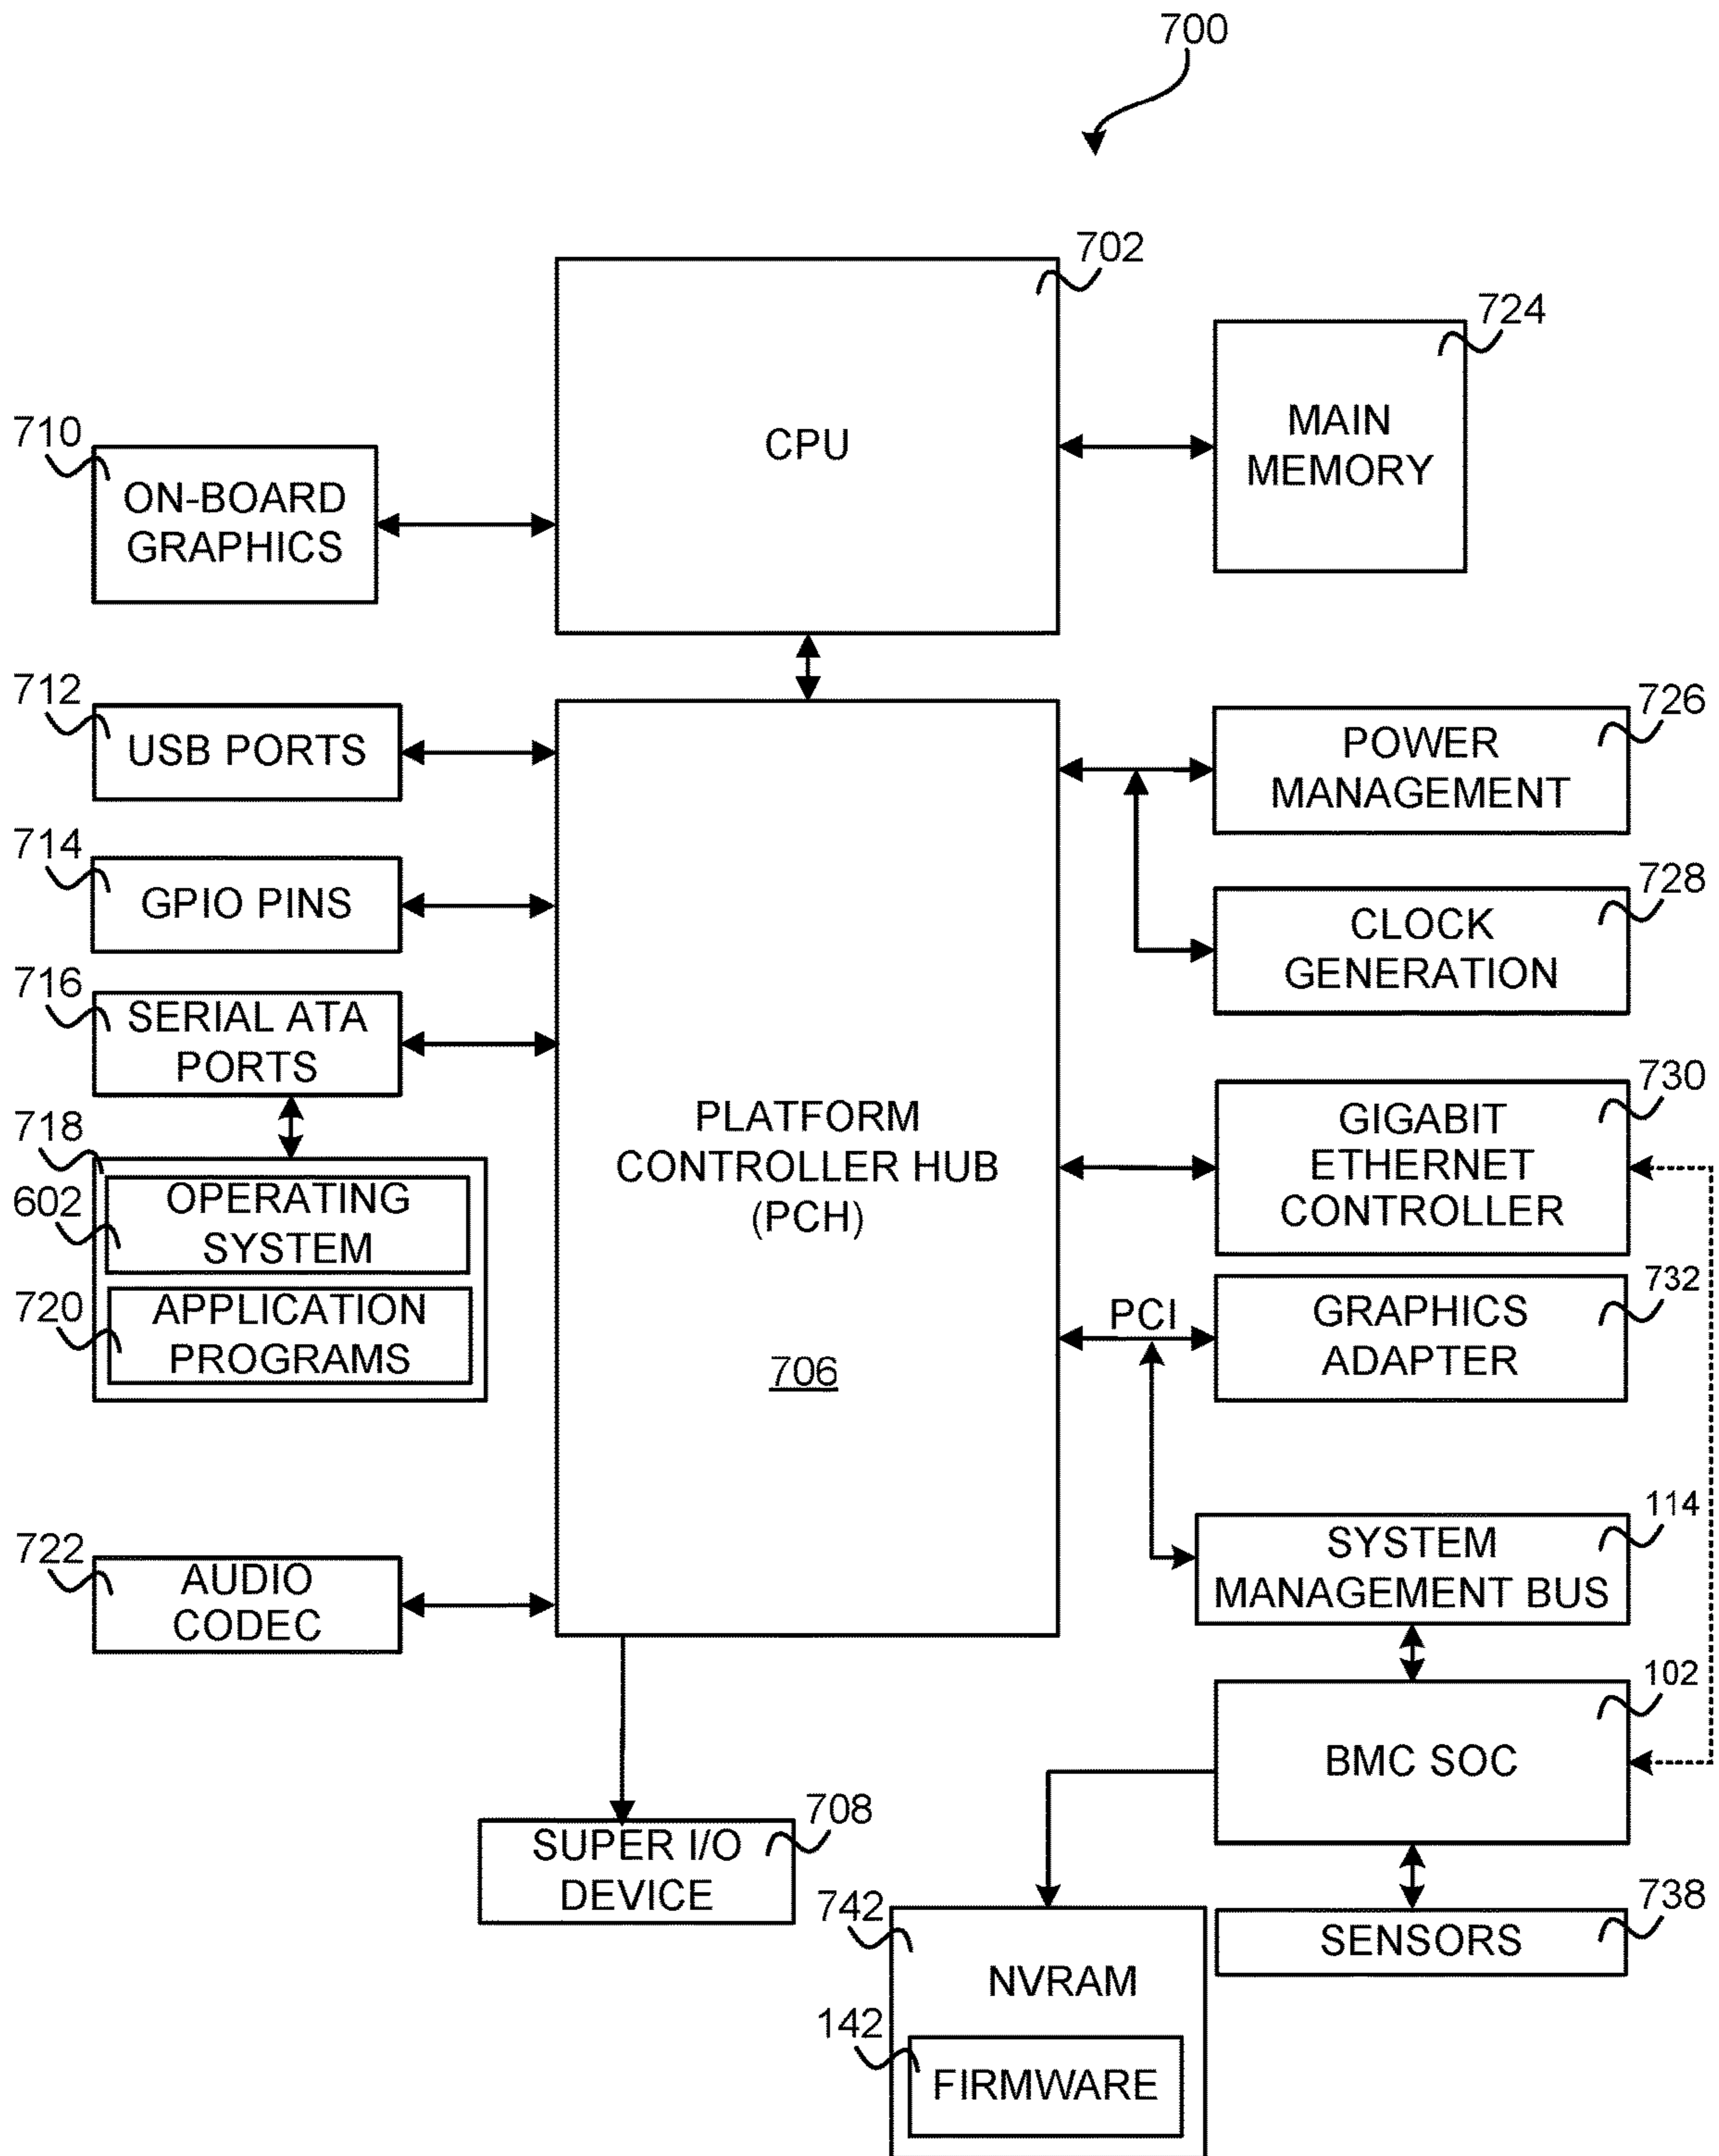 700
702
724
CPU
MAIN
MEMORY
710
ON-BOARD
GRAPHICS
712
USB PORTS
726
POWER
MANAGEMENT
714
GPIO PINS
728
CLOCK
GENERATION
716
SERIAL ATA
PORTS
718
602
OPERATING
SYSTEM
720
APPLICATION
PROGRAMS
PLATFORM
CONTROLLER HUB
(PCH)
706
730
GIGABIT
ETHERNET
CONTROLLER
PCI
732
GRAPHICS
ADAPTER
114
SYSTEM
MANAGEMENT BUS
722
AUDIO
CODEC
102
BMC SOC
708
SUPER I/O
DEVICE
742
NVRAM
142
FIRMWARE
738
SENSORS